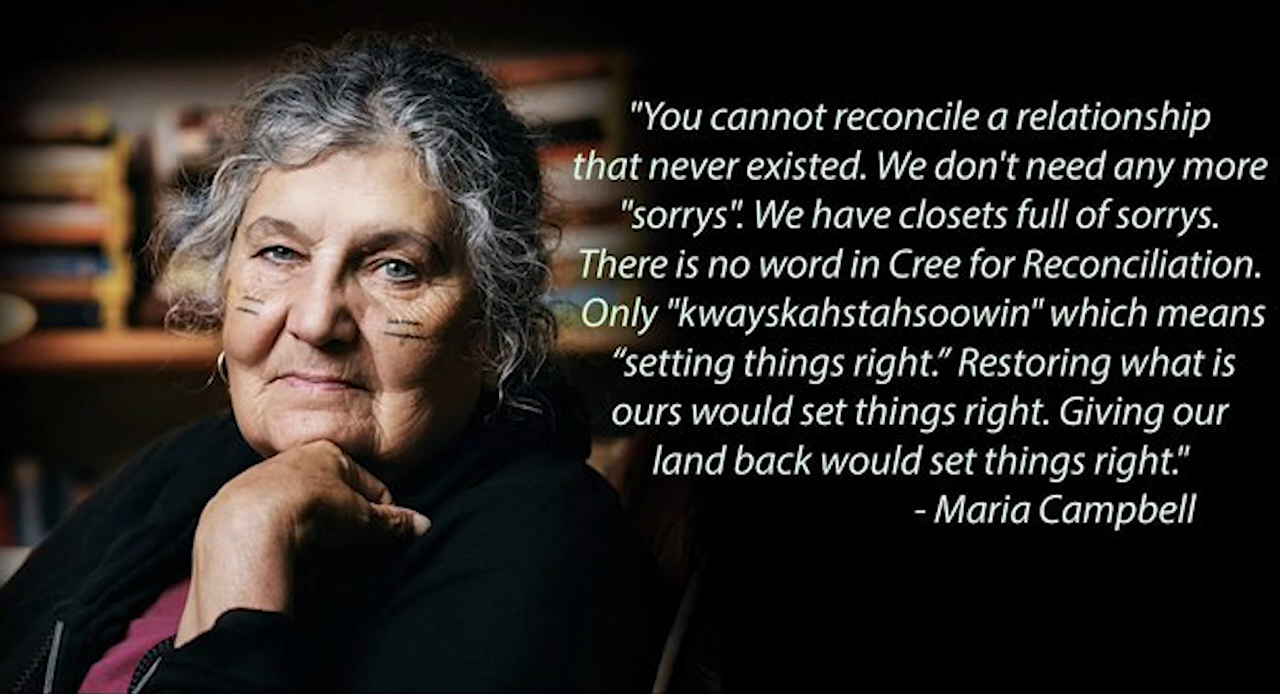 "You cannot reconcile a relationship
that never existed. We don't need any more
"sorrys". We have closets full of sorrys.
There is no word in Cree for Reconciliation.
Only "kwayskahstahsoowin" which means
“setting things right.” Restoring what is
ours would set things right. Giving our
land back would set things right."
- Maria Campbell